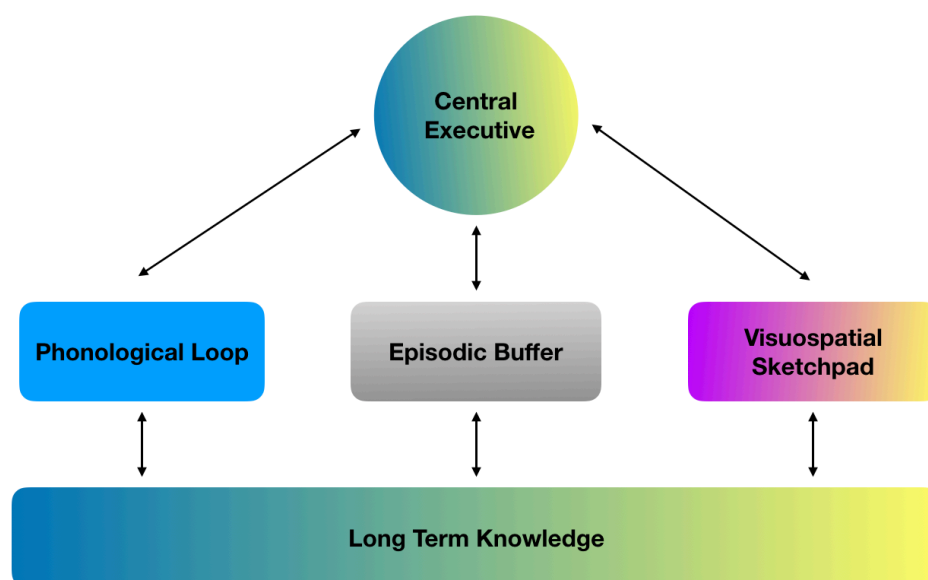 Central
Executive
Phonological Loop
Episodic Buffer
Visuospatial
Sketchpad
Long Term Knowledge